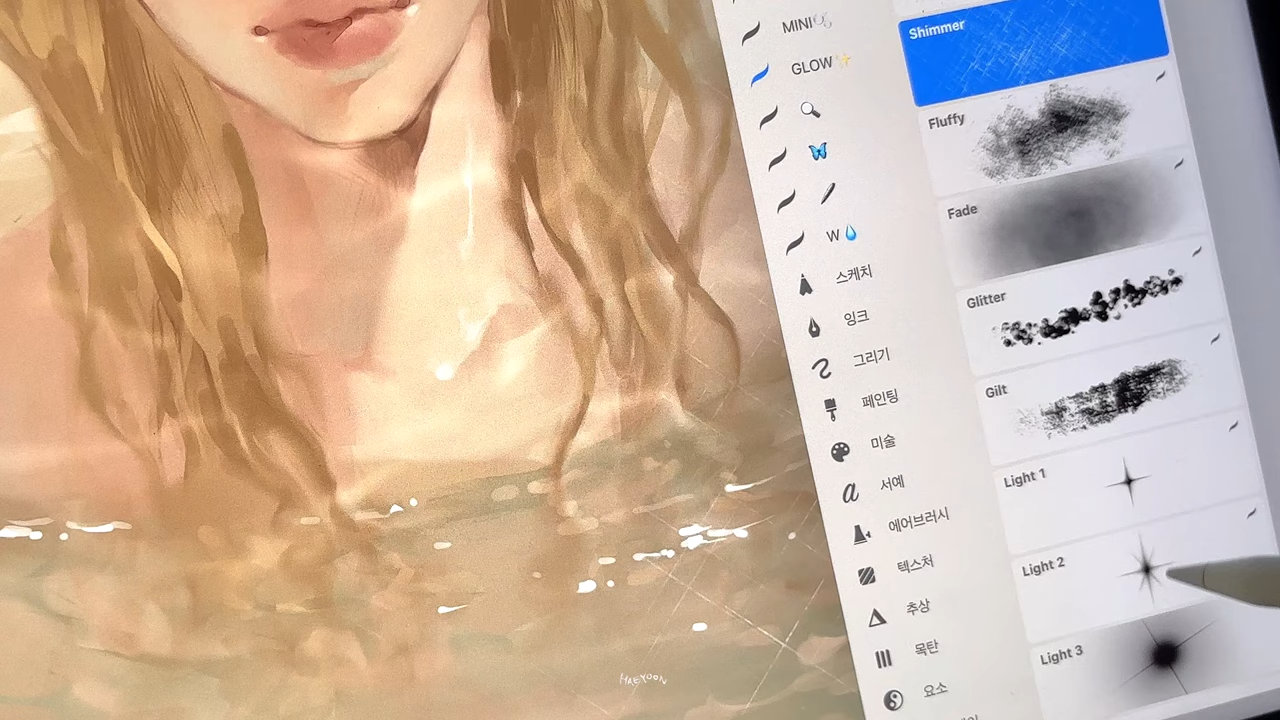 MINI🫧
GLOW✨
🔍
🦋
W💧
스케치
잉크
그리기
페인팅
미술
서예
에어브러시
텍스처
추상
목탄
요소
Shimmer
Fluffy
Fade
Glitter
Gilt
Light 1
Light 2
Light 3
HAEYOON